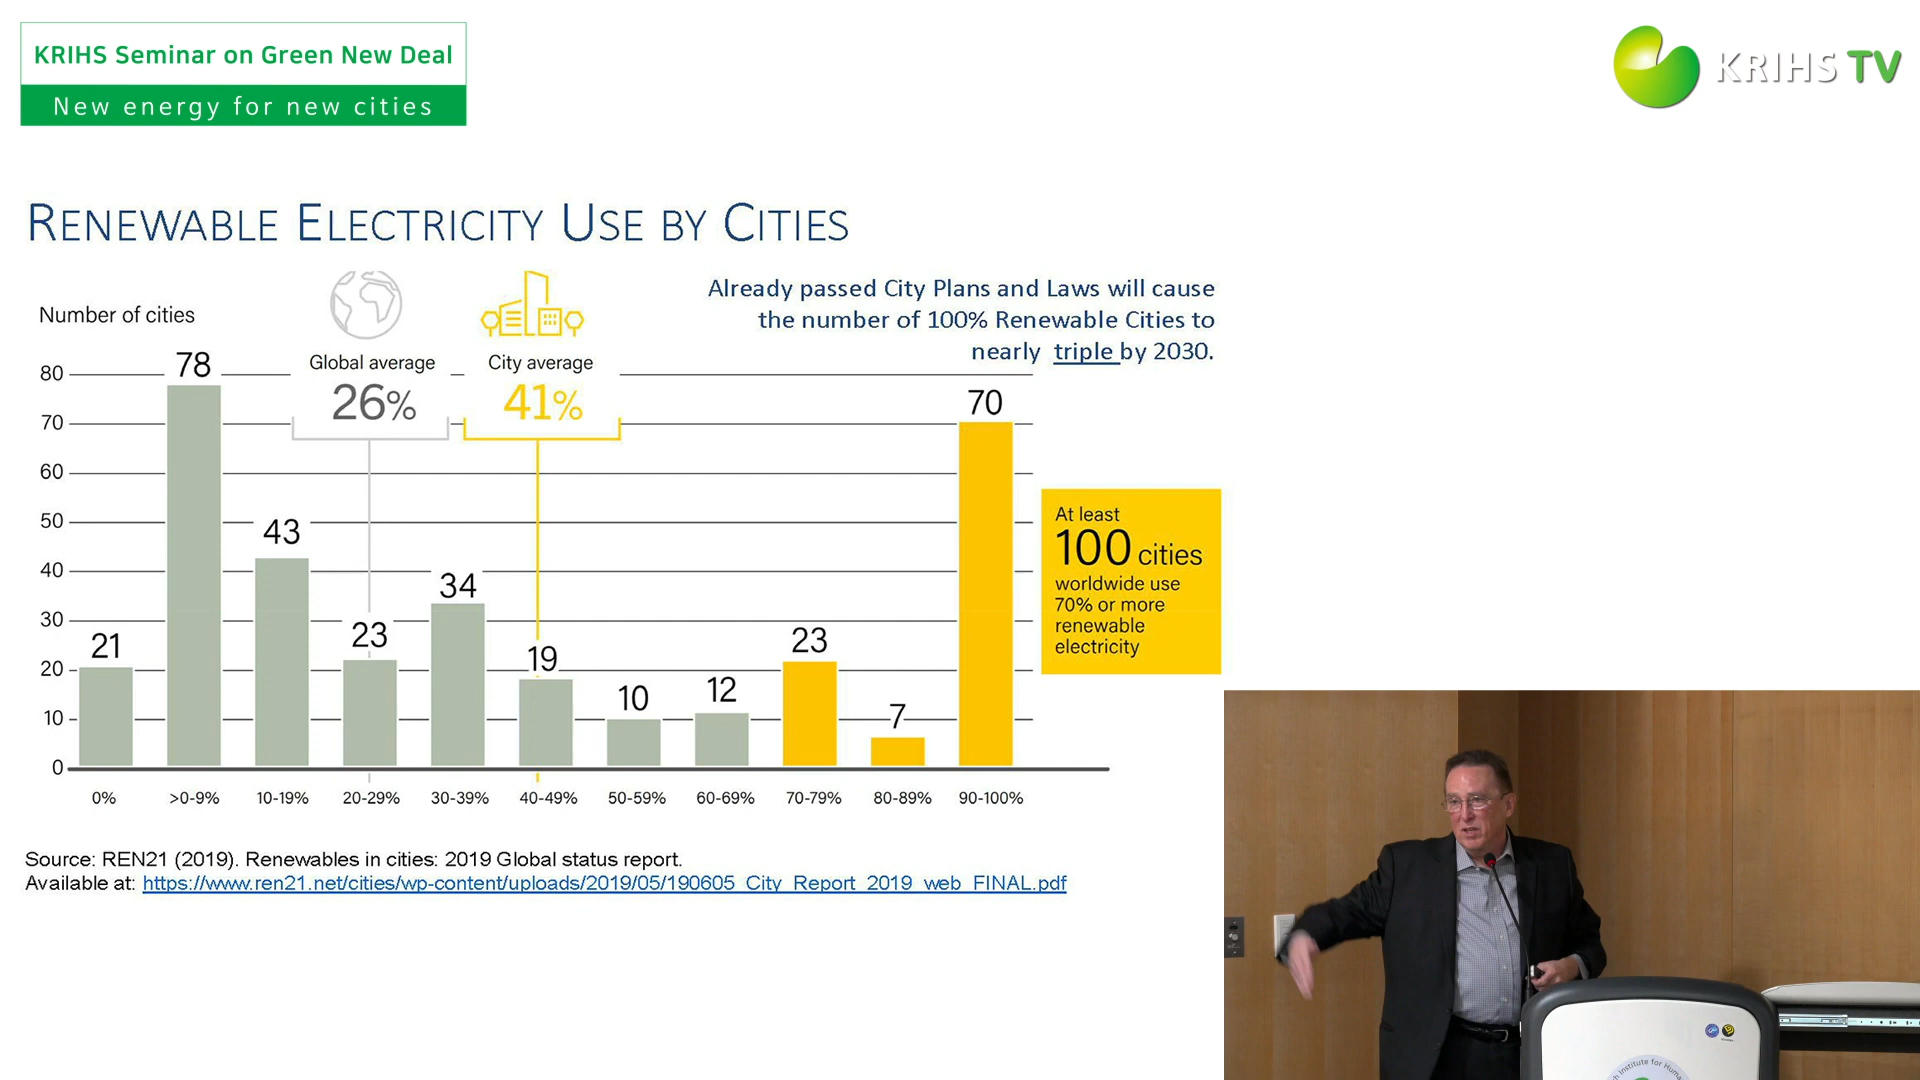 KRIHS Seminar on Green New Deal
New energy for new cities
KRIHS TV
RENEWABLE ELECTRICITY USE BY CITIES
Already passed City Plans and Laws will cause
the number of 100% Renewable Cities to
nearly triple by 2030.
Number of cities
Global average
26%
City average
41%
80
70
60
50
40
30
20
10
0
21
78
43
23
34
19
10
12
23
7
70
0%
>0-9%
10-19%
20-29%
30-39%
40-49%
50-59%
60-69%
70-79%
80-89%
90-100%
At least
100 cities
worldwide use
70% or more
renewable
electricity
Source: REN21 (2019). Renewables in cities: 2019 Global status report.
Available at: https://www.ren21.net/cities/wp-content/uploads/2019/05/190605_City_Report_2019_web_FINAL.pdf
Institute for